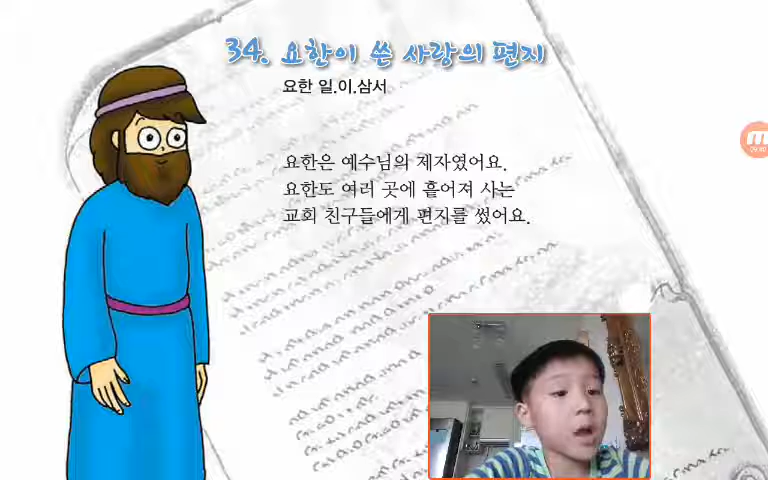 34. 요한이 쓴 사랑의 편지
요한 일.이.삼서
요한은 예수님의 제자였어요.
요한도 여러 곳에 흩어져 사는
교회 친구들에게 편지를 썼어요.